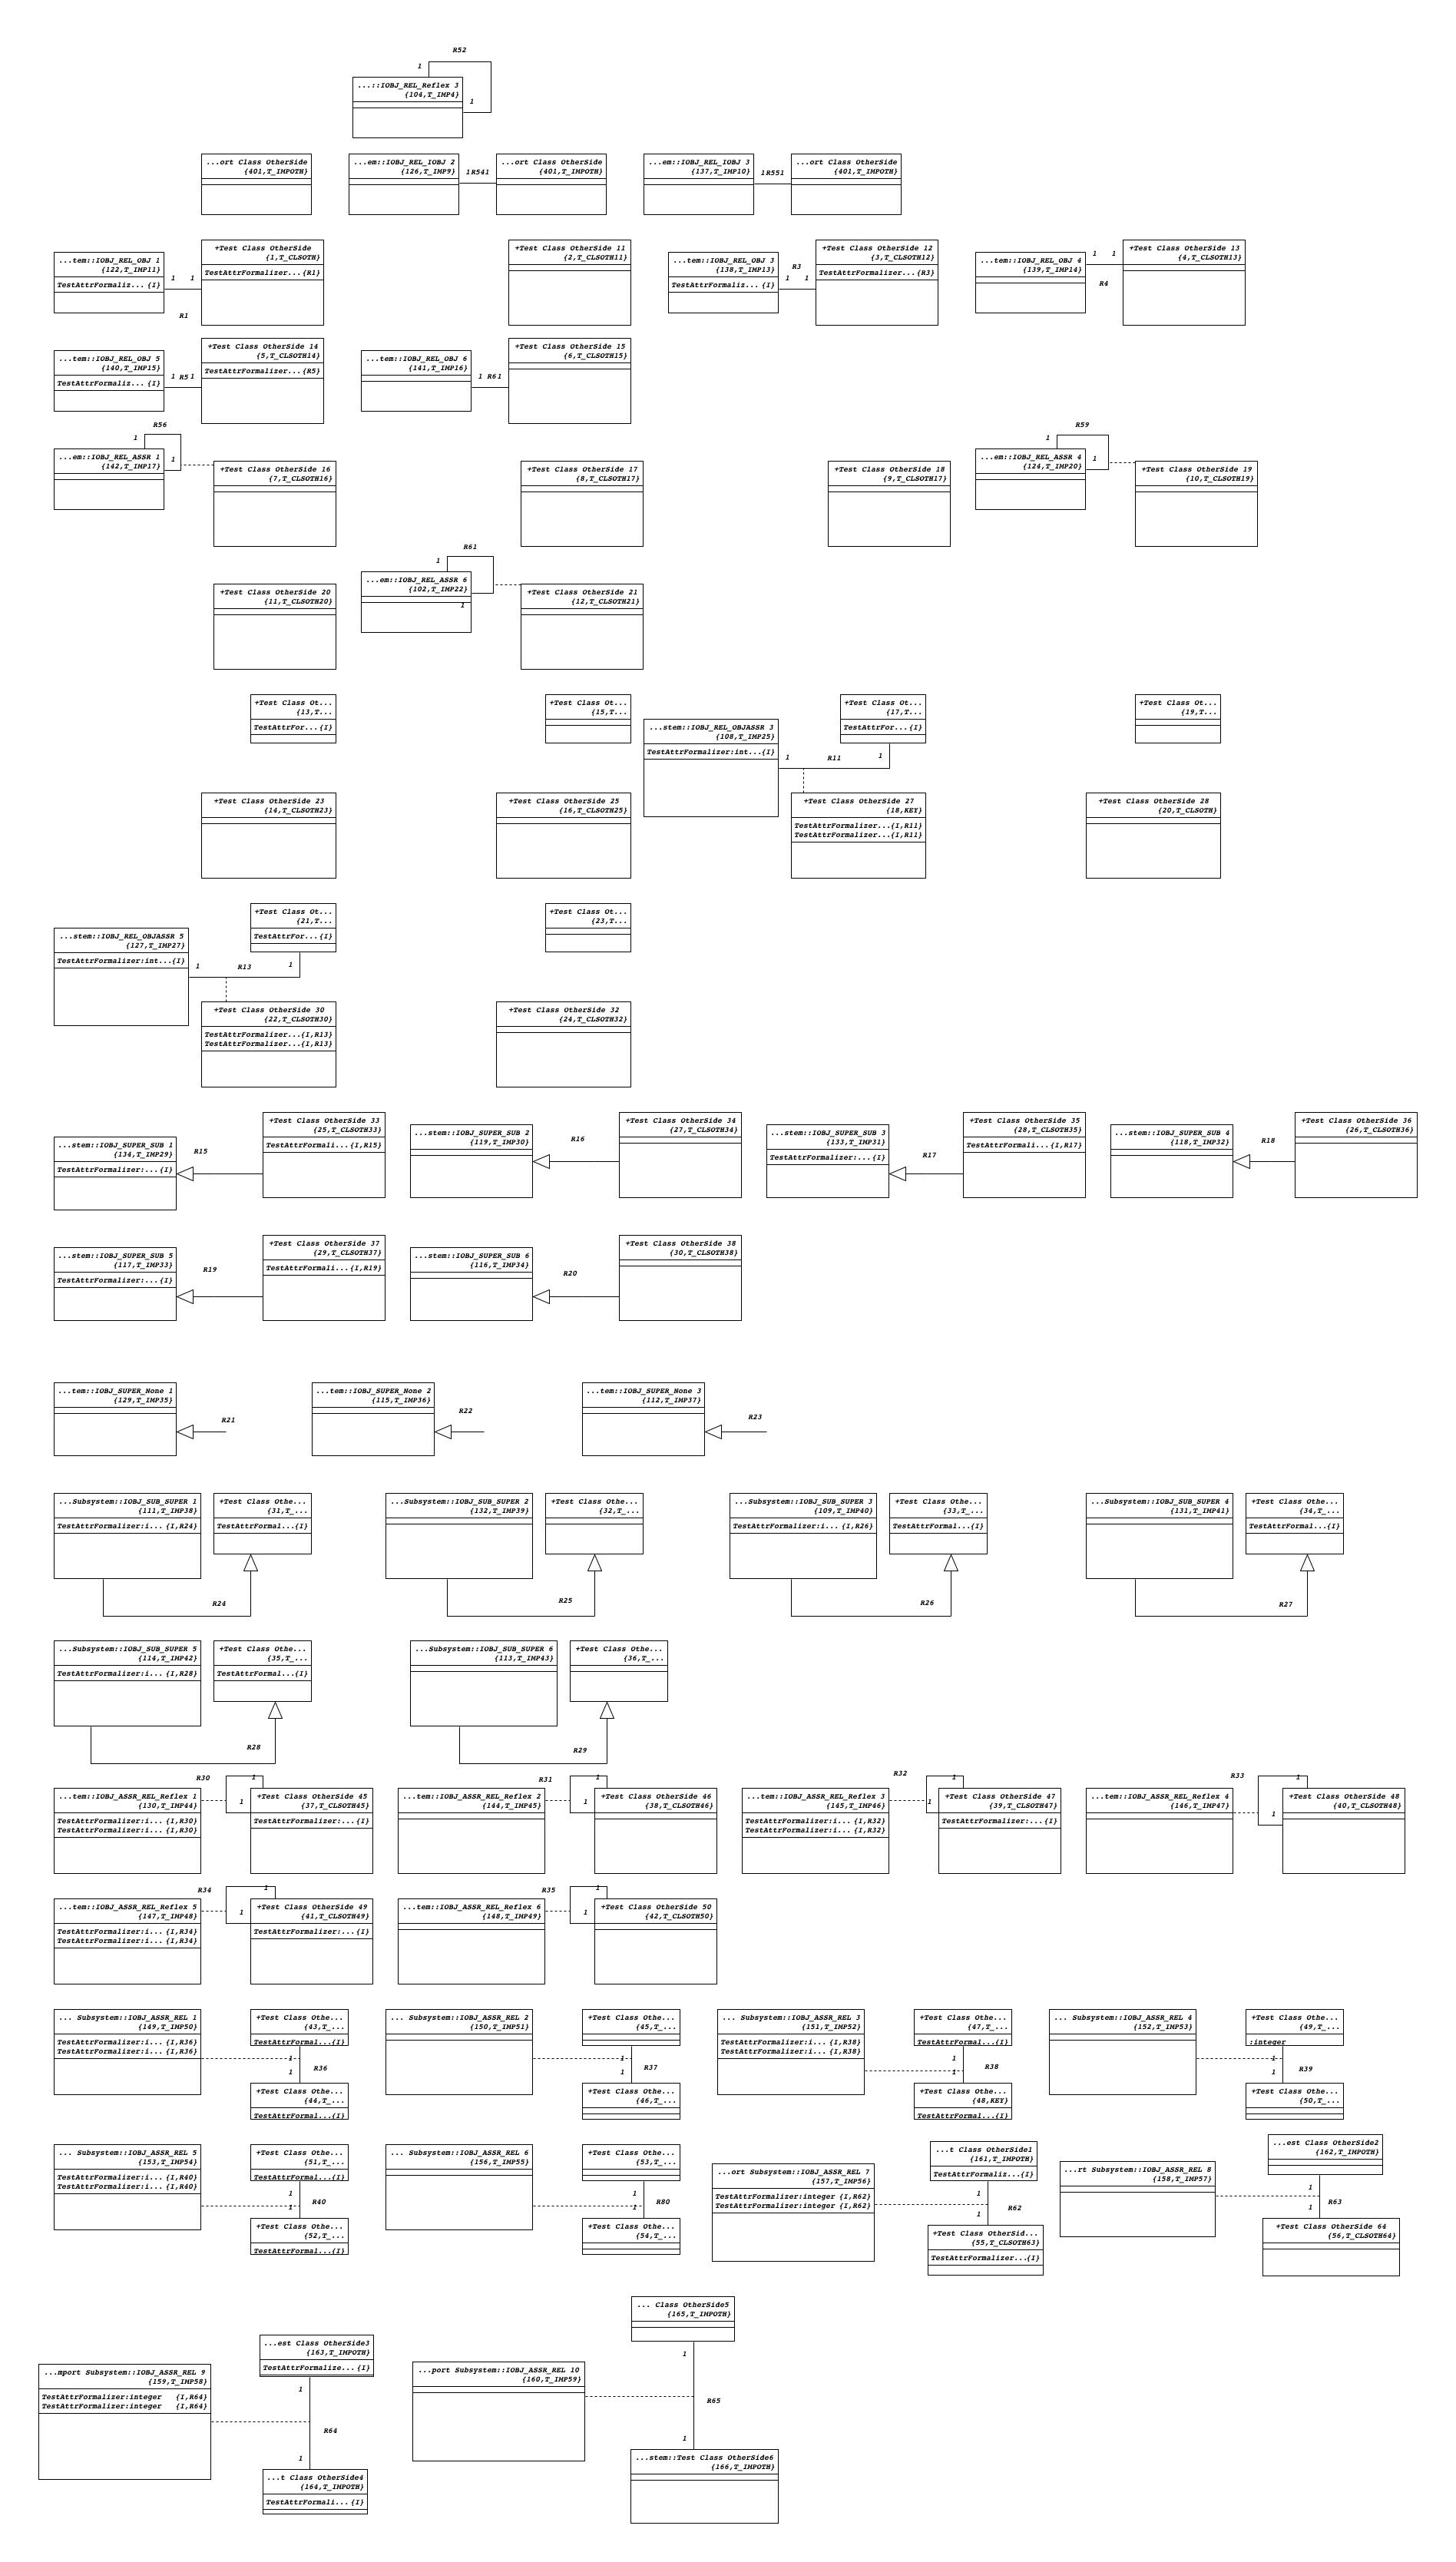 R52
1
...::IOBJ_REL_Reflex 3
{104,T_IMP4}
1
...ort Class OtherSide
{401,T_IMPOTH}
...em::IOBJ_REL_IOBJ 2
{126,T_IMP9}
1R541
...ort Class OtherSide
{401,T_IMPOTH}
...em::IOBJ_REL_IOBJ 3
{137,T_IMP10}
1R551
...ort Class OtherSide
{401,T_IMPOTH}
...tem::IOBJ_REL_OBJ 1
{122,T_IMP11}
TestAttrFormaliz... {I}
1 1
R1
+Test Class OtherSide
{1,T_CLSOTH}
TestAttrFormalizer... {R1}
+Test Class OtherSide 11
{2,T_CLSOTH11}
...tem::IOBJ_REL_OBJ 3
{138,T_IMP13}
TestAttrFormaliz... {I}
R3
1 1
+Test Class OtherSide 12
{3,T_CLSOTH12}
TestAttrFormalizer...{R3}
...tem::IOBJ_REL_OBJ 4
{139,T_IMP14}
1 1
R4
+Test Class OtherSide 13
{4,T_CLSOTH13}
...tem::IOBJ_REL_OBJ 5
{140,T_IMP15}
TestAttrFormaliz... {I}
1 R5 1
+Test Class OtherSide 14
{5,T_CLSOTH14}
TestAttrFormalizer... {R5}
...tem::IOBJ_REL_OBJ 6
{141,T_IMP16}
1 R61
+Test Class OtherSide 15
{6,T_CLSOTH15}
R56
1
...em::IOBJ_REL_ASSR 1
{142,T_IMP17}
1
+Test Class OtherSide 16
{7,T_CLSOTH16}
+Test Class OtherSide 17
{8,T_CLSOTH17}
+Test Class OtherSide 18
{9,T_CLSOTH17}
R59
1
...em::IOBJ_REL_ASSR 4
{124,T_IMP20}
1
+Test Class OtherSide 19
{10,T_CLSOTH19}
+Test Class OtherSide 20
{11,T_CLSOTH20}
R61
1
...em::IOBJ_REL_ASSR 6
{102,T_IMP22}
1
+Test Class OtherSide 21
{12,T_CLSOTH21}
+Test Class Ot...
{13,T...
TestAttrFor...{I}
+Test Class Ot...
{15,T...
...stem::IOBJ_REL_OBJASSR 3
{108,T_IMP25}
TestAttrFormalizer:int...{I}
1 R11 1
+Test Class Ot...
{17,T...
TestAttrFor...{I}
+Test Class Ot...
{19,T...
+Test Class OtherSide 23
{14,T_CLSOTH23}
+Test Class OtherSide 25
{16,T_CLSOTH25}
+Test Class OtherSide 27
{18,KEY}
TestAttrFormalizer...{I,R11}
TestAttrFormalizer...{I,R11}
+Test Class OtherSide 28
{20,T_CLSOTH}
...stem::IOBJ_REL_OBJASSR 5
{127,T_IMP27}
TestAttrFormalizer:int...{I}
1 R13 1
+Test Class Ot...
{21,T...
TestAttrFor...{I}
+Test Class Ot...
{23,T...
+Test Class OtherSide 30
{22,T_CLSOTH30}
TestAttrFormalizer...{I,R13}
TestAttrFormalizer...{I,R13}
+Test Class OtherSide 32
{24,T_CLSOTH32}
...stem::IOBJ_SUPER_SUB 1
{134,T_IMP29}
TestAttrFormalizer:...{I}
R15
+Test Class OtherSide 33
{25,T_CLSOTH33}
TestAttrFormali...{I,R15}
...stem::IOBJ_SUPER_SUB 2
{119,T_IMP30}
R16
+Test Class OtherSide 34
{27,T_CLSOTH34}
...stem::IOBJ_SUPER_SUB 3
{133,T_IMP31}
TestAttrFormalizer:...{I}
R17
+Test Class OtherSide 35
{28,T_CLSOTH35}
TestAttrFormali...{I,R17}
...stem::IOBJ_SUPER_SUB 4
{118,T_IMP32}
R18
+Test Class OtherSide 36
{26,T_CLSOTH36}
...stem::IOBJ_SUPER_SUB 5
{117,T_IMP33}
TestAttrFormalizer:...{I}
R19
+Test Class OtherSide 37
{29,T_CLSOTH37}
TestAttrFormali...{I,R19}
...stem::IOBJ_SUPER_SUB 6
{116,T_IMP34}
R20
+Test Class OtherSide 38
{30,T_CLSOTH38}
...tem::IOBJ_SUPER_None 1
{129,T_IMP35}
R21
...tem::IOBJ_SUPER_None 2
{115,T_IMP36}
R22
...tem::IOBJ_SUPER_None 3
{112,T_IMP37}
R23
...Subsystem::IOBJ_SUB_SUPER 1
{111,T_IMP38}
TestAttrFormalizer:i... {I,R24}
R24
+Test Class Othe...
{31,T_...
TestAttrFormal...{I}
...Subsystem::IOBJ_SUB_SUPER 2
{132,T_IMP39}
R25
+Test Class Othe...
{32,T_...
...Subsystem::IOBJ_SUB_SUPER 3
{109,T_IMP40}
TestAttrFormalizer:i... {I,R26}
R26
+Test Class Othe...
{33,T_...
TestAttrFormal...{I}
...Subsystem::IOBJ_SUB_SUPER 4
{131,T_IMP41}
R27
+Test Class Othe...
{34,T_...
TestAttrFormal...{I}
...Subsystem::IOBJ_SUB_SUPER 5
{114,T_IMP42}
TestAttrFormalizer:i... {I,R28}
R28
+Test Class Othe...
{35,T_...
TestAttrFormal...{I}
...Subsystem::IOBJ_SUB_SUPER 6
{113,T_IMP43}
R29
+Test Class Othe...
{36,T_...
...tem::IOBJ_ASSR_REL_Reflex 1
{130,T_IMP44}
TestAttrFormalizer:i... {I,R30}
TestAttrFormalizer:i... {I,R30}
R30
1
1
+Test Class OtherSide 45
{37,T_CLSOTH45}
TestAttrFormalizer:...{I}
...tem::IOBJ_ASSR_REL_Reflex 2
{144,T_IMP45}
R31
1
1
+Test Class OtherSide 46
{38,T_CLSOTH46}
...tem::IOBJ_ASSR_REL_Reflex 3
{145,T_IMP46}
TestAttrFormalizer:i... {I,R32}
TestAttrFormalizer:i... {I,R32}
R32
1
1
+Test Class OtherSide 47
{39,T_CLSOTH47}
TestAttrFormalizer:...{I}
...tem::IOBJ_ASSR_REL_Reflex 4
{146,T_IMP47}
R33
1
1
+Test Class OtherSide 48
{40,T_CLSOTH48}
...tem::IOBJ_ASSR_REL_Reflex 5
{147,T_IMP48}
TestAttrFormalizer:i... {I,R34}
TestAttrFormalizer:i... {I,R34}
R34
1
1
+Test Class OtherSide 49
{41,T_CLSOTH49}
TestAttrFormalizer:...{I}
...tem::IOBJ_ASSR_REL_Reflex 6
{148,T_IMP49}
R35
1
1
+Test Class OtherSide 50
{42,T_CLSOTH50}
... Subsystem::IOBJ_ASSR_REL 1
{149,T_IMP50}
TestAttrFormalizer:i... {I,R36}
TestAttrFormalizer:i... {I,R36}
+Test Class Othe...
{43,T_...
TestAttrFormal...{I}
1
1
R36
+Test Class Othe...
{44,T_...
TestAttrFormal...{I}
... Subsystem::IOBJ_ASSR_REL 2
{150,T_IMP51}
+Test Class Othe...
{45,T_...
1
1
R37
+Test Class Othe...
{46,T_...
... Subsystem::IOBJ_ASSR_REL 3
{151,T_IMP52}
TestAttrFormalizer:i... {I,R38}
TestAttrFormalizer:i... {I,R38}
+Test Class Othe...
{47,T_...
TestAttrFormal...{I}
1
1
R38
+Test Class Othe...
{48,KEY}
TestAttrFormal...{I}
... Subsystem::IOBJ_ASSR_REL 4
{152,T_IMP53}
+Test Class Othe...
{49,T_...
:integer
1
1
R39
+Test Class Othe...
{50,T_...
... Subsystem::IOBJ_ASSR_REL 5
{153,T_IMP54}
TestAttrFormalizer:i... {I,R40}
TestAttrFormalizer:i... {I,R40}
+Test Class Othe...
{51,T_...
TestAttrFormal...{I}
1
1
R40
+Test Class Othe...
{52,T_...
TestAttrFormal...{I}
... Subsystem::IOBJ_ASSR_REL 6
{156,T_IMP55}
+Test Class Othe...
{53,T_...
1
1
R80
+Test Class Othe...
{54,T_...
...ort Subsystem::IOBJ_ASSR_REL 7
{157,T_IMP56}
TestAttrFormalizer:integer {I,R62}
TestAttrFormalizer:integer {I,R62}
...t Class OtherSide1
{161,T_IMPOTH}
TestAttrFormaliz...{I}
1
1
R62
+Test Class OtherSid...
{55,T_CLSOTH63}
TestAttrFormalizer...{I}
...rt Subsystem::IOBJ_ASSR_REL 8
{158,T_IMP57}
...est Class OtherSide2
{162,T_IMPOTH}
1
1
R63
+Test Class OtherSide 64
{56,T_CLSOTH64}
...mport Subsystem::IOBJ_ASSR_REL 9
{159,T_IMP58}
TestAttrFormalizer:integer {I,R64}
TestAttrFormalizer:integer {I,R64}
...est Class OtherSide3
{163,T_IMPOTH}
TestAttrFormalize... {I}
1
R64
1
...t Class OtherSide4
{164,T_IMPOTH}
TestAttrFormali... {I}
...port Subsystem::IOBJ_ASSR_REL 10
{160,T_IMP59}
... Class OtherSide5
{165,T_IMPOTH}
1
R65
1
...stem::Test Class OtherSide6
{166,T_IMPOTH}